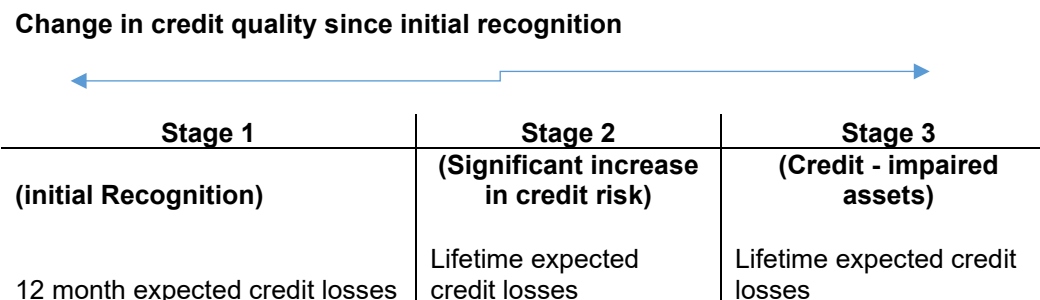 Change in credit quality since initial recognition
Stage 1
Stage 2
Stage 3
(initial Recognition)
(Significant increase
in credit risk)
(Credit - impaired
assets)
12 month expected credit losses
Lifetime expected
credit losses
Lifetime expected credit
losses